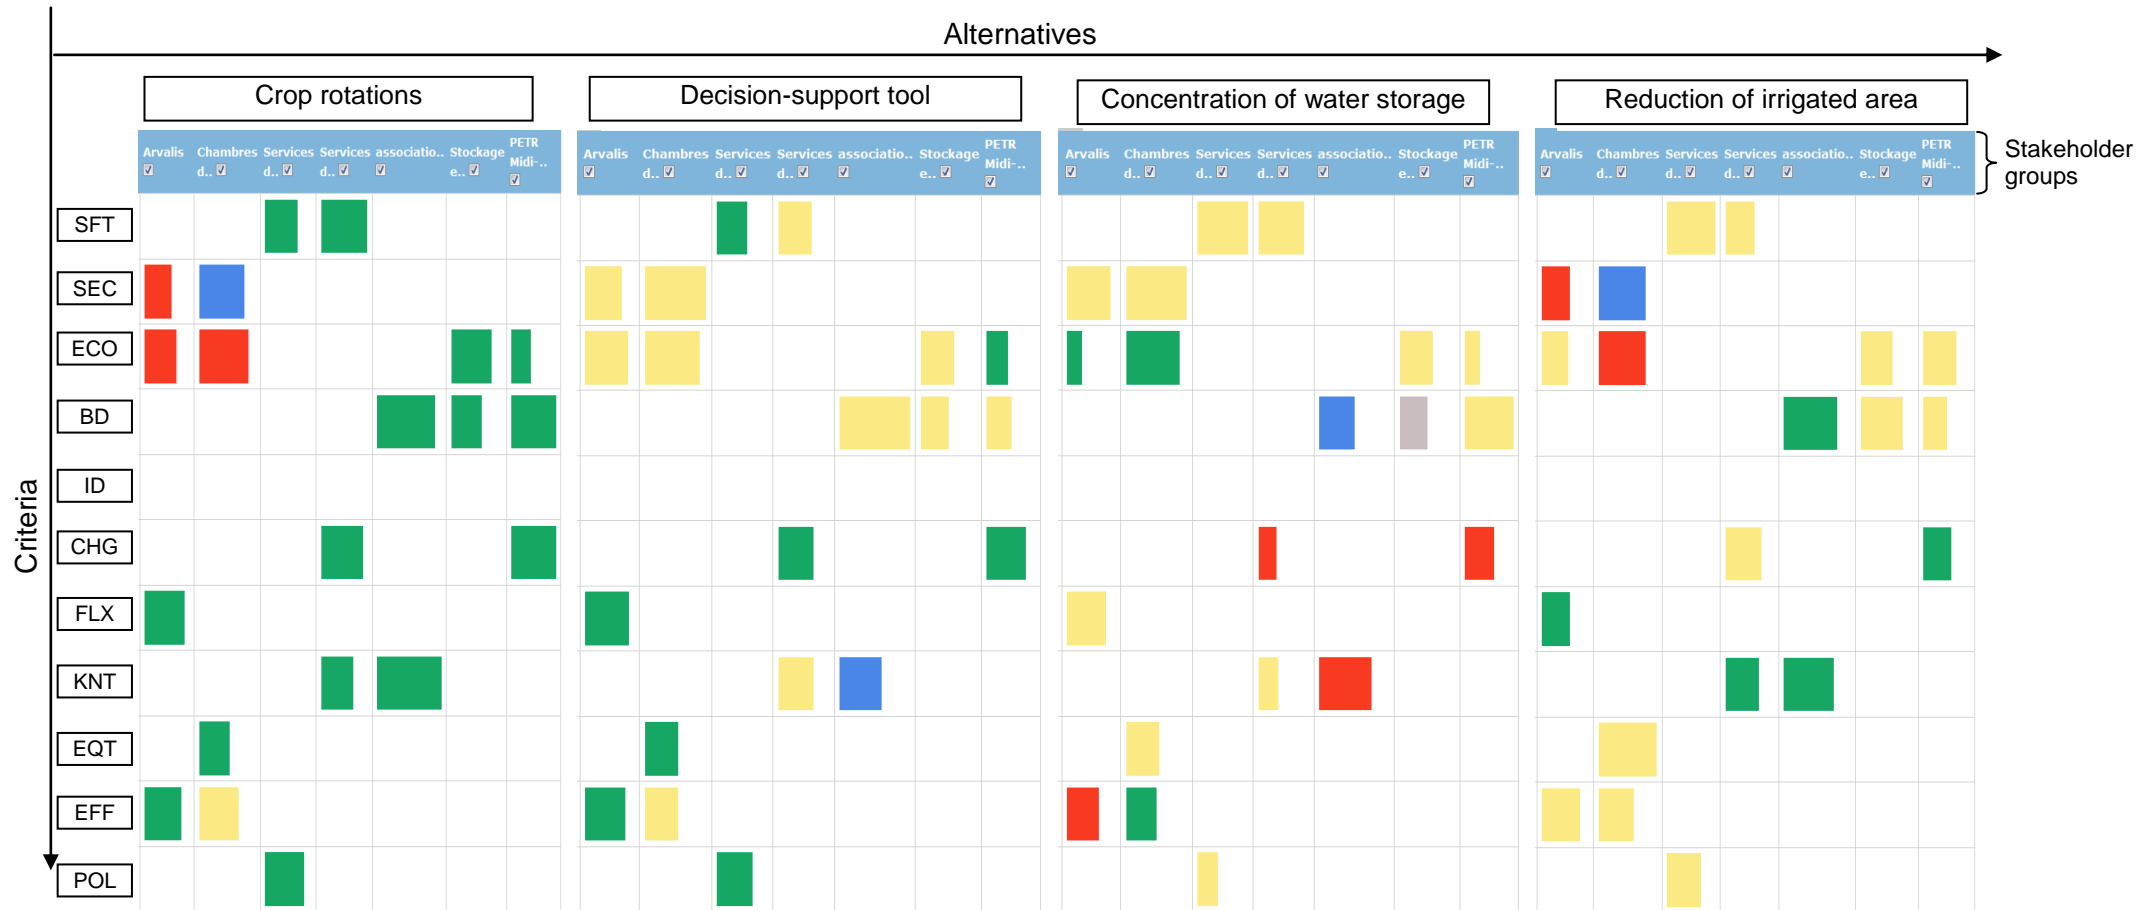 Alternatives
Crop rotations
Decision-support tool
Concentration of water storage
Reduction of irrigated area
Arvalis Chambres d.. Services d.. Services d.. associatio.. Stockage e.. PETR Midi-..
Arvalis Chambres d.. Services d.. Services d.. associatio.. Stockage e.. PETR Midi-..
Arvalis Chambres d.. Services d.. Services d.. associatio.. Stockage e.. PETR Midi-..
Arvalis Chambres d.. Services d.. Services d.. associatio.. Stockage e.. PETR Midi-..
Stakeholder
groups
Criteria
SFT
SEC
ECO
BD
ID
CHG
FLX
KNT
EQT
EFF
POL